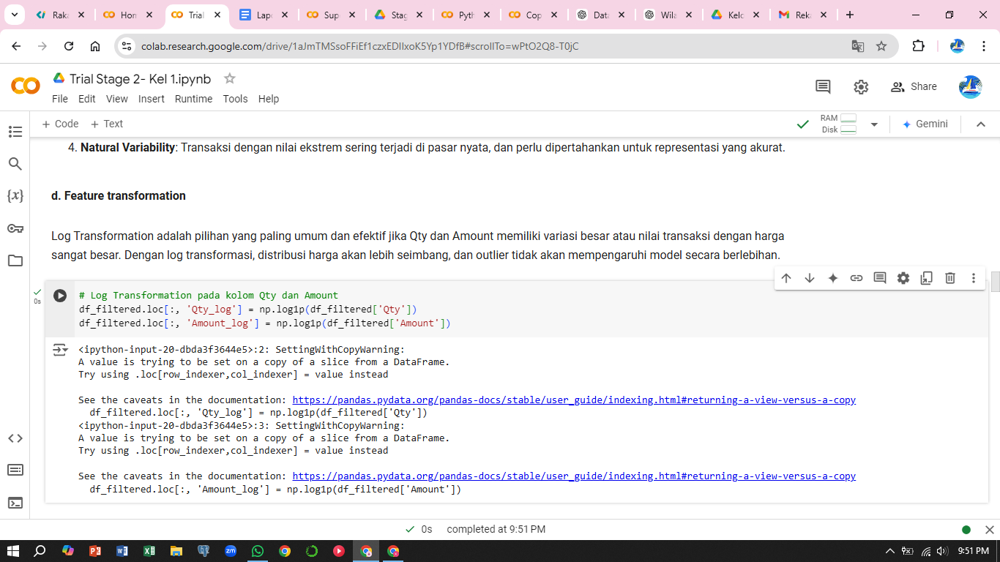 Raka
Hon
Trial
Lapo
Sup
Stag
Pyth
Cop
Data
Wila
Kelo
Reka
colab.research.google.com/drive/1aJmTMSsoFFiEf1czxEDIlxoK5Yp1YDfB#scrollTo=wPtO2Q8-T0jC
Trial Stage 2- Kel 1.ipynb
Share
File Edit View Insert Runtime Tools Help
+ Code + Text
RAM
Disk
Gemini
4. Natural Variability: Transaksi dengan nilai ekstrem sering terjadi di pasar nyata, dan perlu dipertahankan untuk representasi yang akurat.
d. Feature transformation
Log Transformation adalah pilihan yang paling umum dan efektif jika Qty dan Amount memiliki variasi besar atau nilai transaksi dengan harga
sangat besar. Dengan log transformasi, distribusi harga akan lebih seimbang, dan outlier tidak akan mempengaruhi model secara berlebihan.
0s
# Log Transformation pada kolom Qty dan Amount
df_filtered.loc[:, 'Qty_log'] = np.log1p(df_filtered['Qty'])
df_filtered.loc[:, 'Amount_log'] = np.log1p(df_filtered['Amount'])
<ipython-input-20-dbda3f3644e5>:2: SettingWithCopyWarning:
A value is trying to be set on a copy of a slice from a DataFrame.
Try using .loc[row_indexer,col_indexer] = value instead
See the caveats in the documentation: https://pandas.pydata.org/pandas-docs/stable/user_guide/indexing.html#returning-a-view-versus-a-copy
df_filtered.loc[:, 'Qty_log'] = np.log1p(df_filtered['Qty'])
<ipython-input-20-dbda3f3644e5>:3: SettingWithCopyWarning:
A value is trying to be set on a copy of a slice from a DataFrame.
Try using .loc[row_indexer,col_indexer] = value instead
See the caveats in the documentation: https://pandas.pydata.org/pandas-docs/stable/user_guide/indexing.html#returning-a-view-versus-a-copy
df_filtered.loc[:, 'Amount_log'] = np.log1p(df_filtered['Amount'])
0s completed at 9:51 PM
9:51 PM